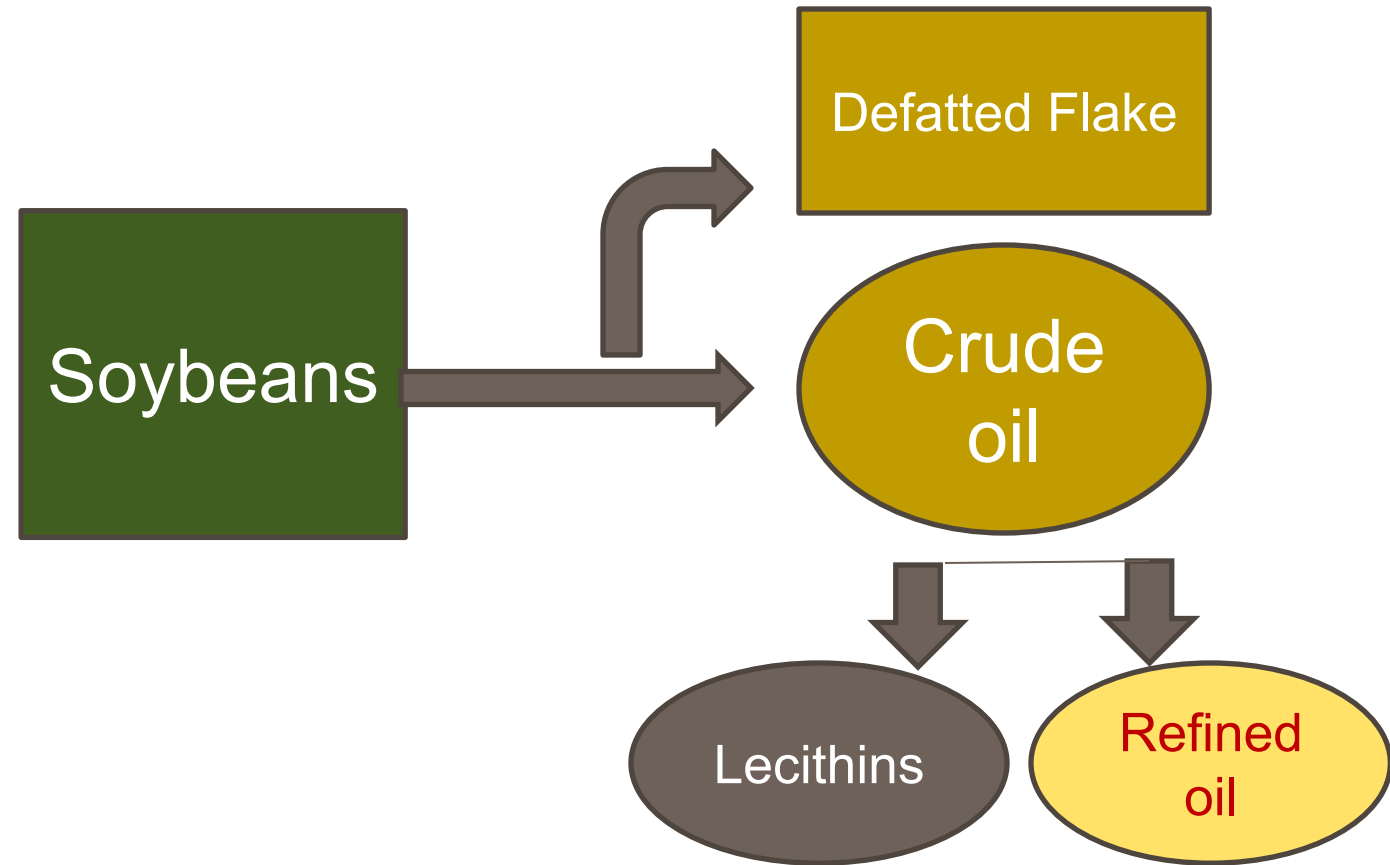 Defatted Flake
Soybeans
Crude
oil
Lecithins
Refined
oil